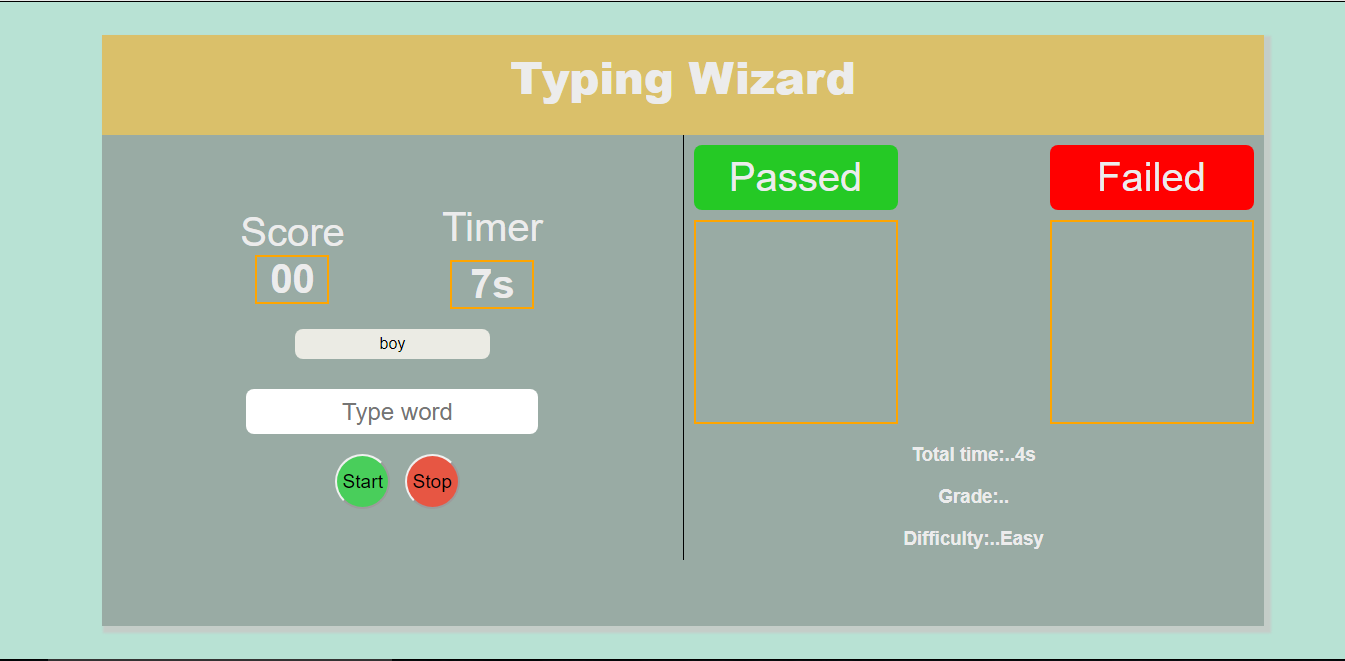 Typing Wizard
Score
Timer
00
7s
boy
Type word
Start
Stop
Passed
Failed
Total time:..4s
Grade:..
Difficulty:..Easy